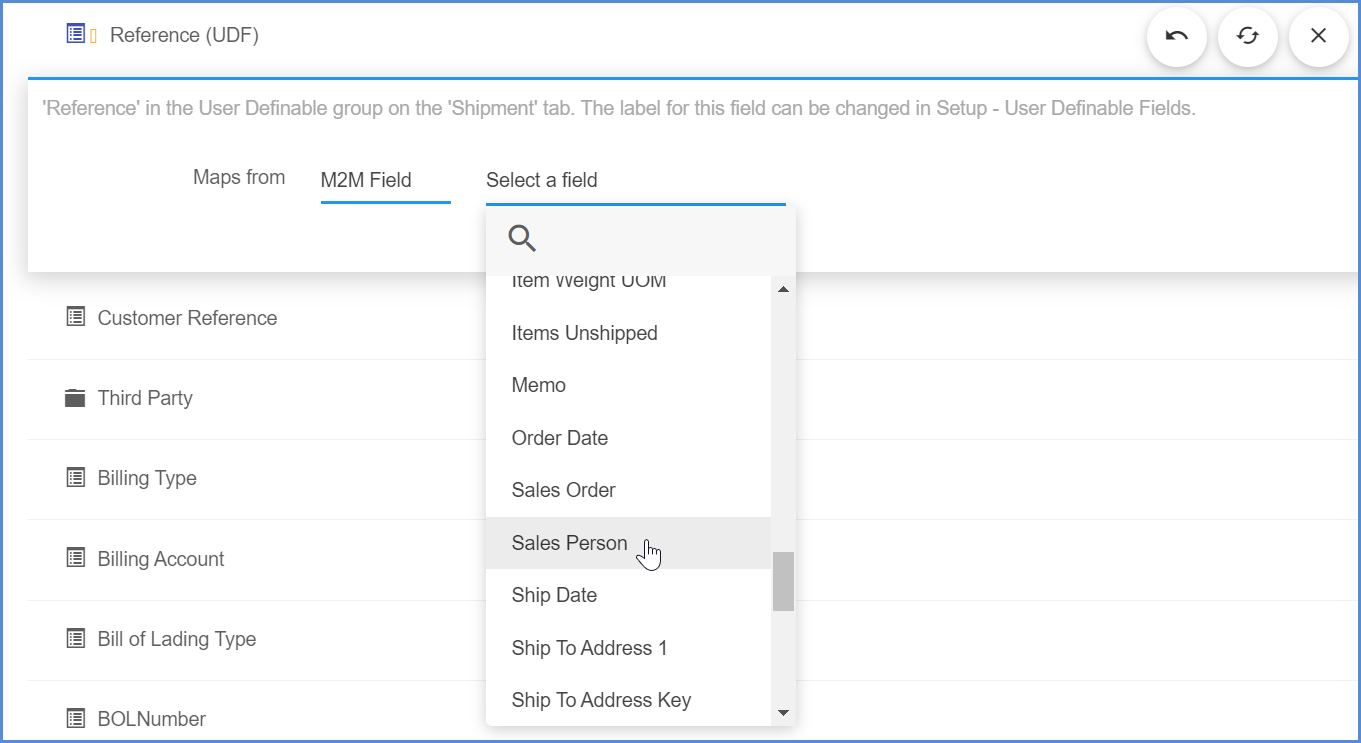 Reference (UDF)
'Reference' in the User Definable group on the 'Shipment' tab. The label for this field can be changed in Setup - User Definable Fields.
Maps from M2M Field Select a field
Item Weight UOM
Customer Reference
Items Unshipped
Memo
Third Party
Order Date
Billing Type
Sales Order
Sales Person
Billing Account
Ship Date
Bill of Lading Type
Ship To Address 1
Ship To Address Key
BOLNumber